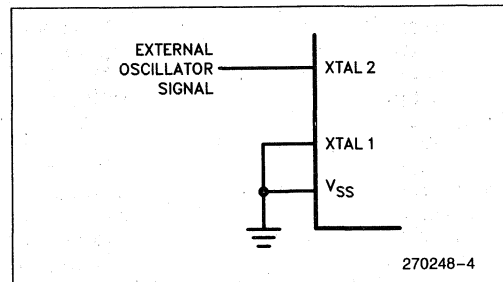 EXTERNAL
OSCILLATOR
SIGNAL
XTAL 2
XTAL 1
VSS
270248-4